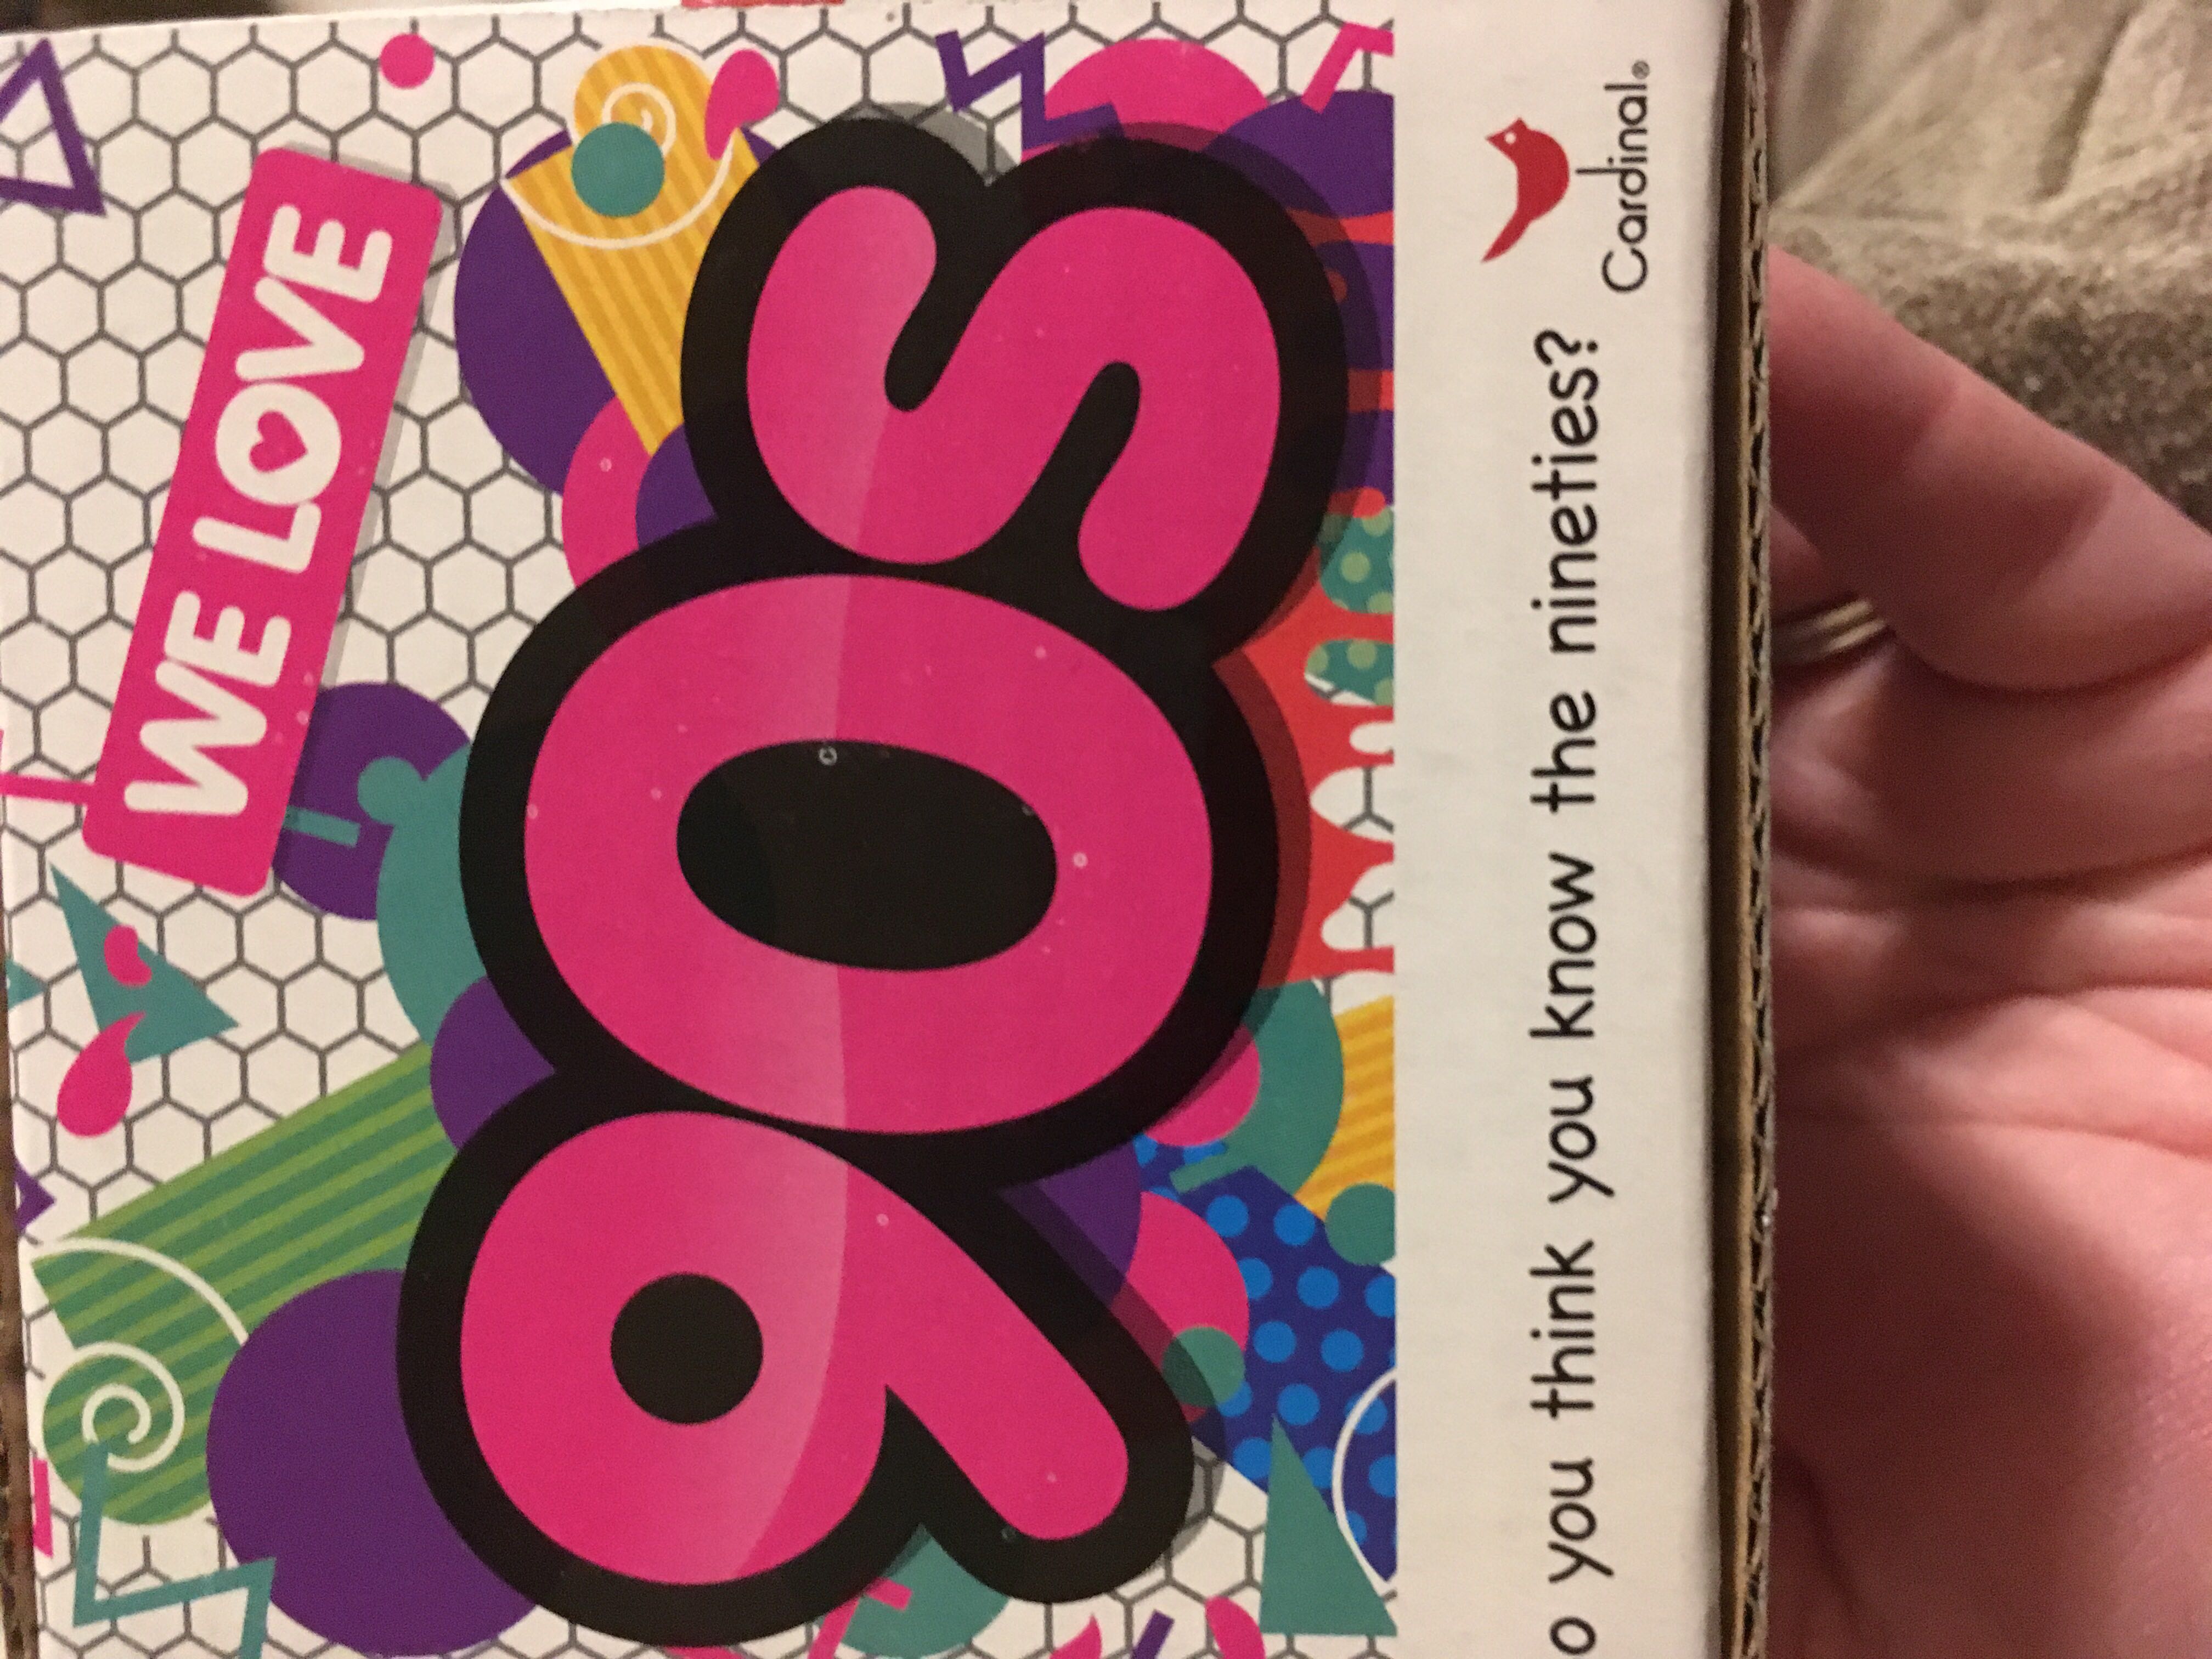 WE LOVE
90s
o you think you know the nineties?
Cardinal®